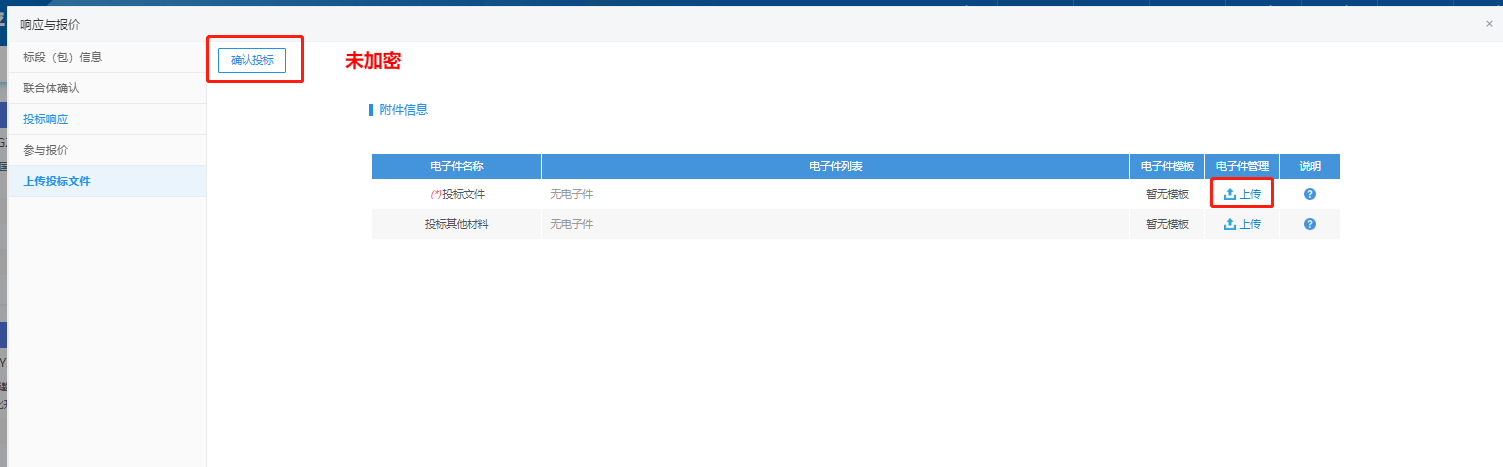 响应与报价
×
标段（包）信息
联合体确认
投标响应
参与报价
上传投标文件
确认投标
未加密
附件信息
电子件名称 电子件列表 电子件模板 电子件管理 说明
(*)投标文件 无电子件 暂无模板 上传 ?
投标其他材料 无电子件 暂无模板 上传 ?